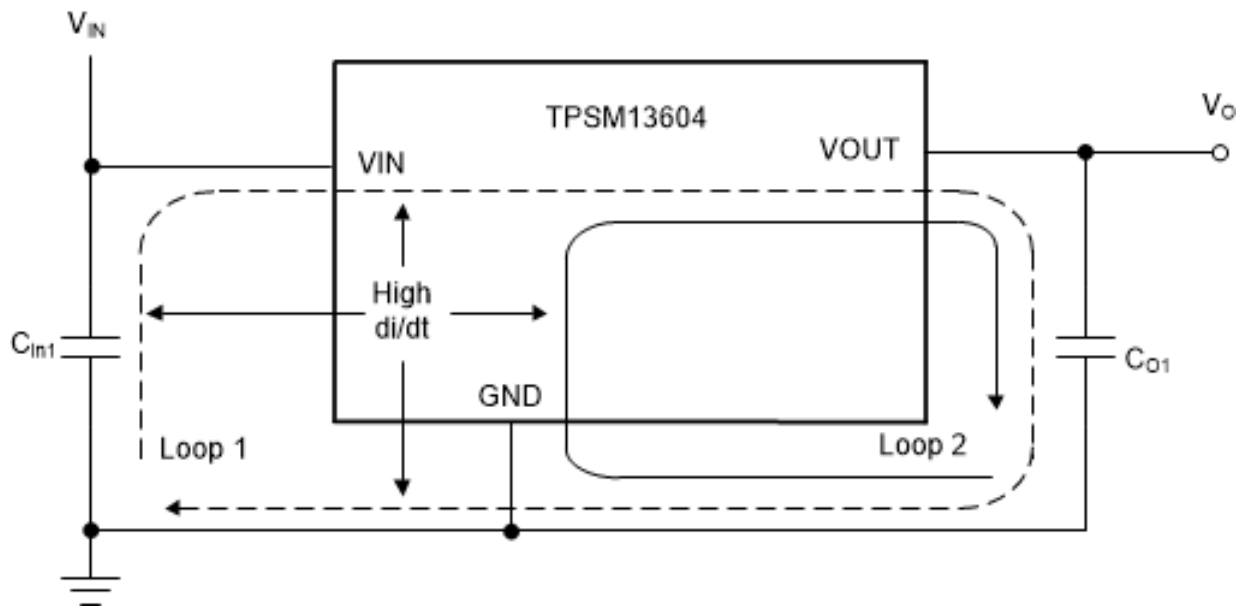 VIN
TPSM13604
VO
VIN
VOUT
High
di/dt
CIn1
CO1
GND
Loop 1
Loop 2